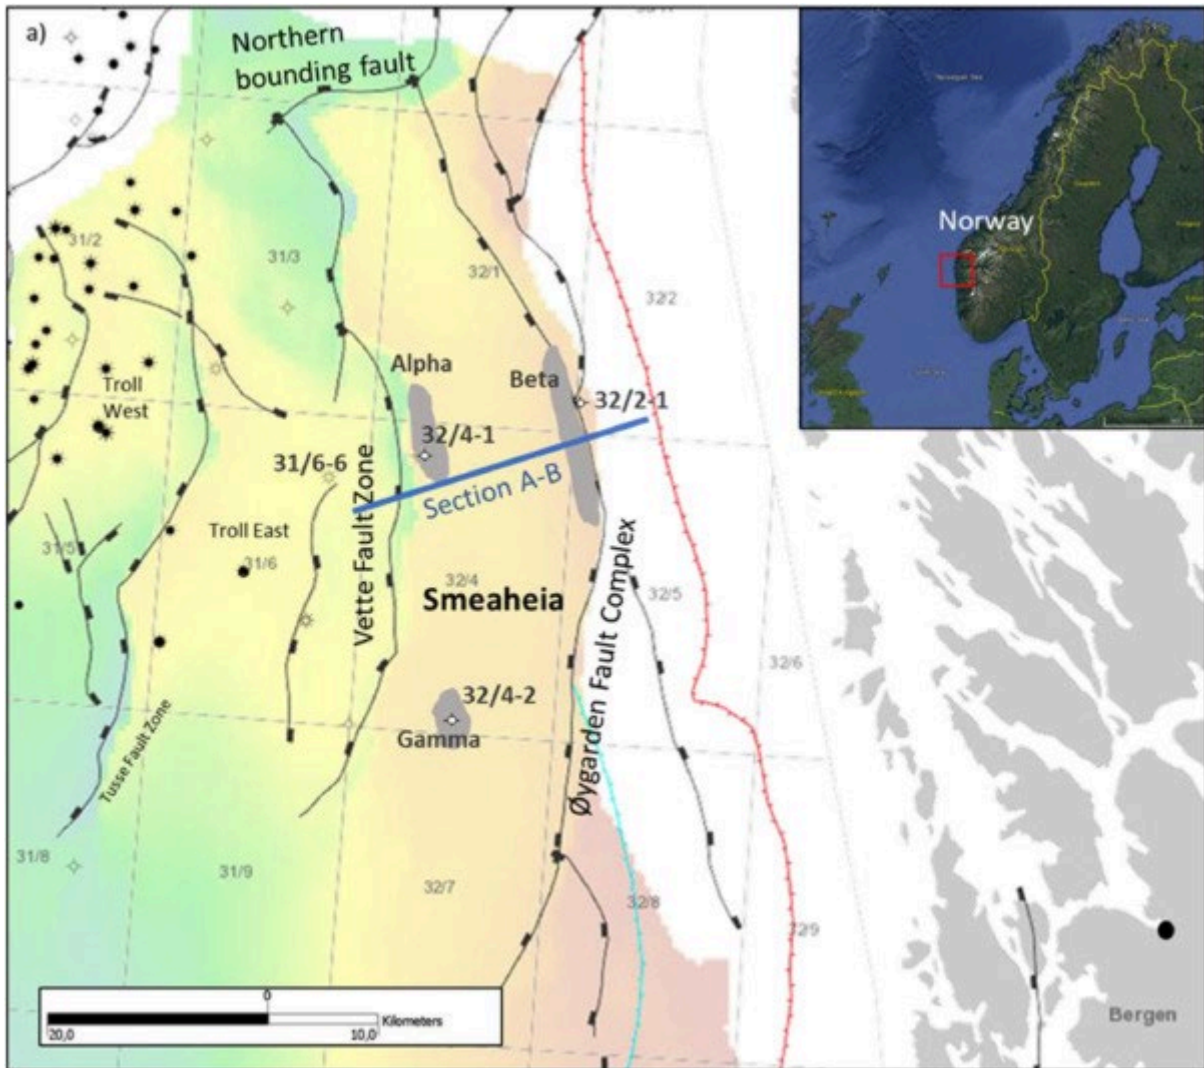 a)
Northern
bounding fault
Norway
31/2
31/3
32/1
32/2
Alpha
Beta
32/2-1
Troll
West
32/4-1
31/6-6
Section A-B
Vette Fault Zone
Troll East
31/5
31/6
32/4
Smeaheia
Øygarden Fault Complex
32/5
32/6
32/4-2
Gamma
Tusse Fault Zone
31/8
31/9
32/7
32/8
32/9
Bergen
0
20,0
10,0
Kilometers